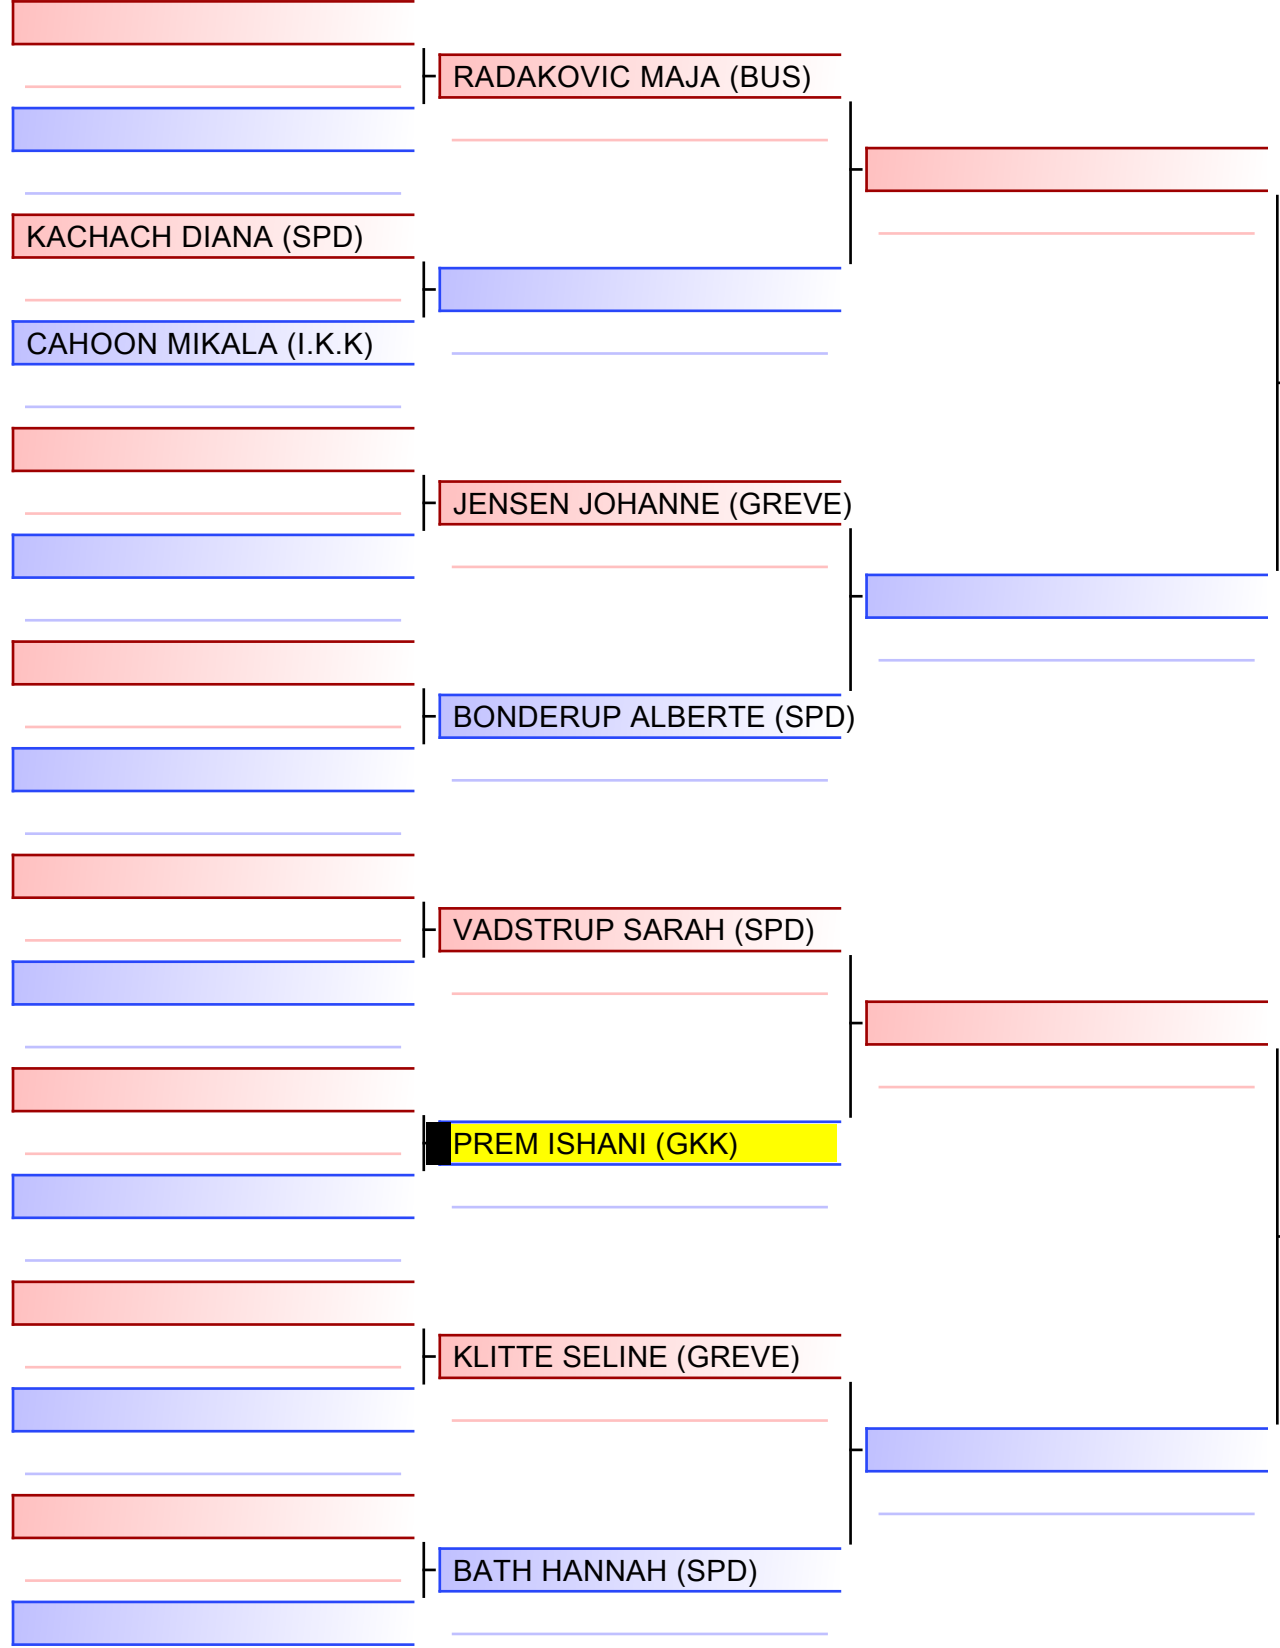 RADAKOVIC MAJA (BUS)
KACHACH DIANA (SPD)
CAHOON MIKALA (I.K.K)
JENSEN JOHANNE (GREVE)
BONDERUP ALBERTE (SPD)
VADSTRUP SARAH (SPD)
PREM ISHANI (GKK)
KLITTE SELINE (GREVE)
BATH HANNAH (SPD)